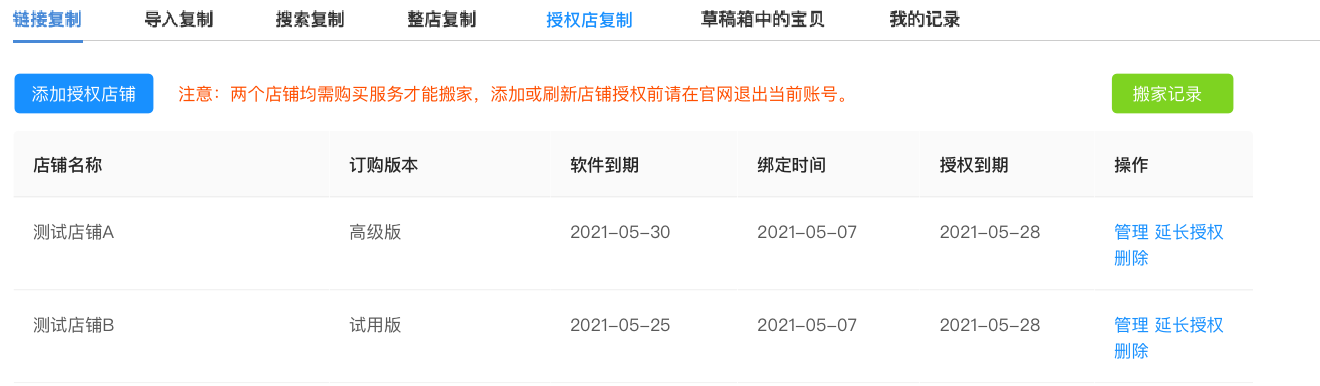 链接复制 导入复制 搜索复制 整店复制 授权店复制 草稿箱中的宝贝 我的记录
添加授权店铺 注意：两个店铺均需购买服务才能搬家，添加或刷新店铺授权前请在官网退出当前账号。 搬家记录
店铺名称 订购版本 软件到期 绑定时间 授权到期 操作
测试店铺A 高级版 2021-05-30 2021-05-07 2021-05-28 管理 延长授权
删除
测试店铺B 试用版 2021-05-25 2021-05-07 2021-05-28 管理 延长授权
删除